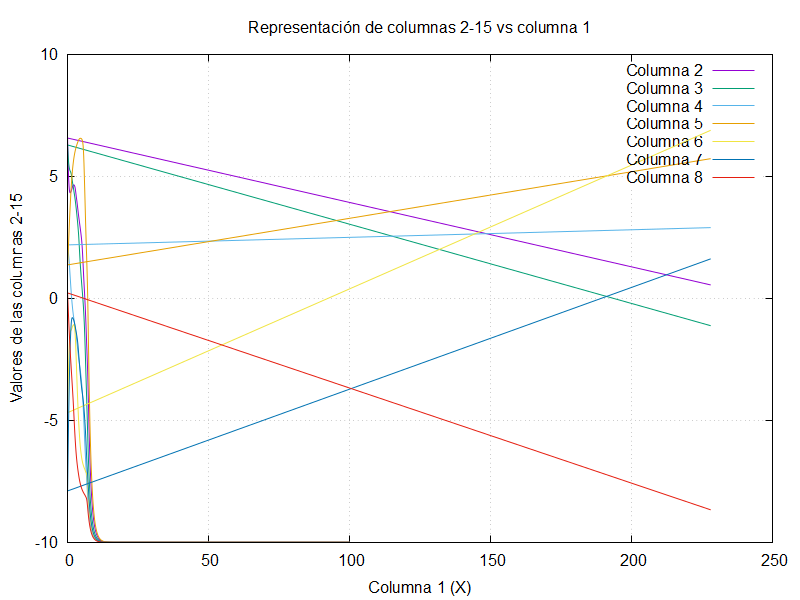 Representación de columnas 2-15 vs columna 1
10
5
0
-5
-10
Valores de las columnas 2-15
Columna 2
Columna 3
Columna 4
Columna 5
Columna 6
Columna 7
Columna 8
0
50
100
150
200
250
Columna 1 (X)